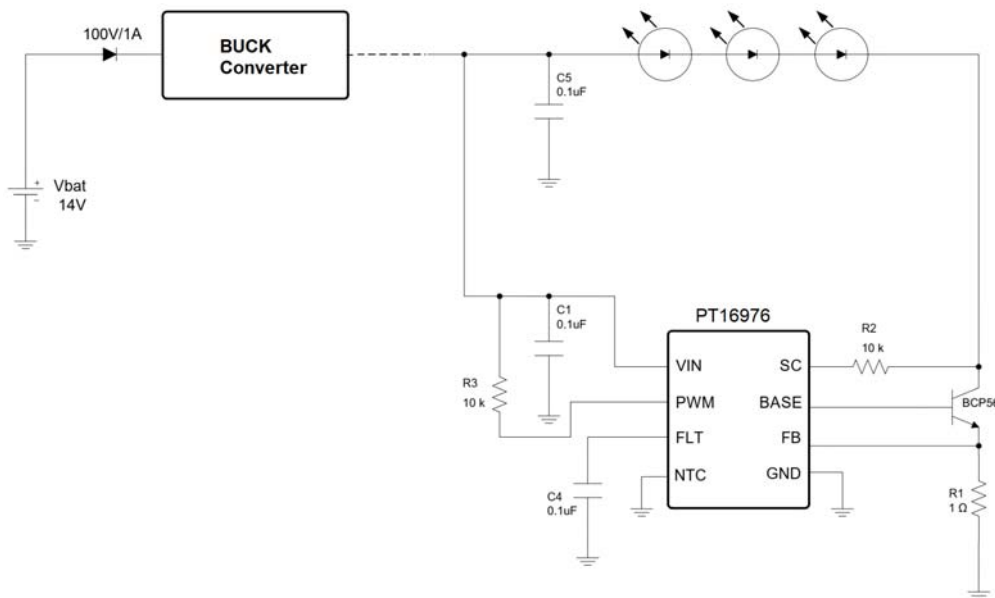 100V/1A
BUCK
Converter
C5
0.1uF
+
−
Vbat
14V
C1
0.1uF
PT16976
R2
10 k
R3
10 k
VIN
SC
PWM
BASE
BCP56
FLT
FB
NTC
GND
C4
0.1uF
R1
1 Ω